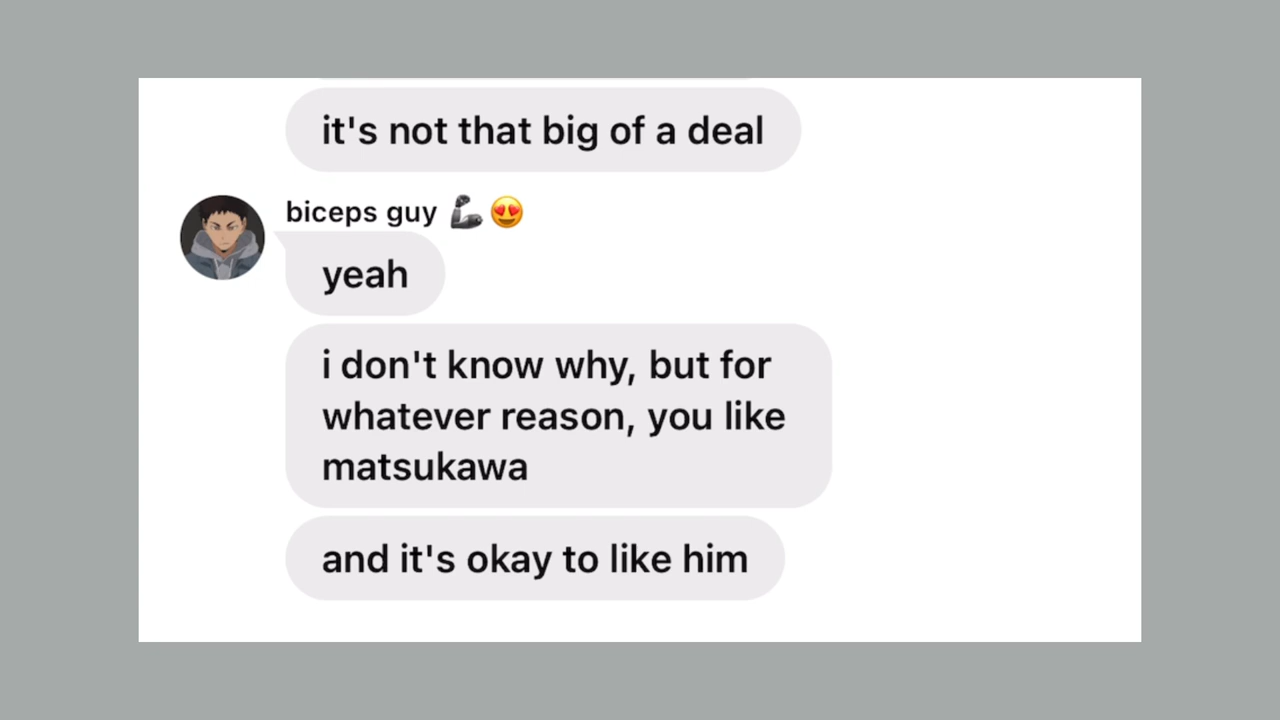 it's not that big of a deal
biceps guy 🦾😍
yeah
i don't know why, but for
whatever reason, you like
matsukawa
and it's okay to like him